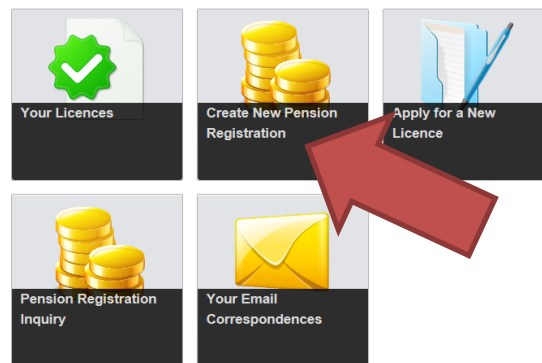 Your Licences
Create New Pension
Registration
Apply for a New
Licence
Pension Registration
Inquiry
Your Email
Correspondences